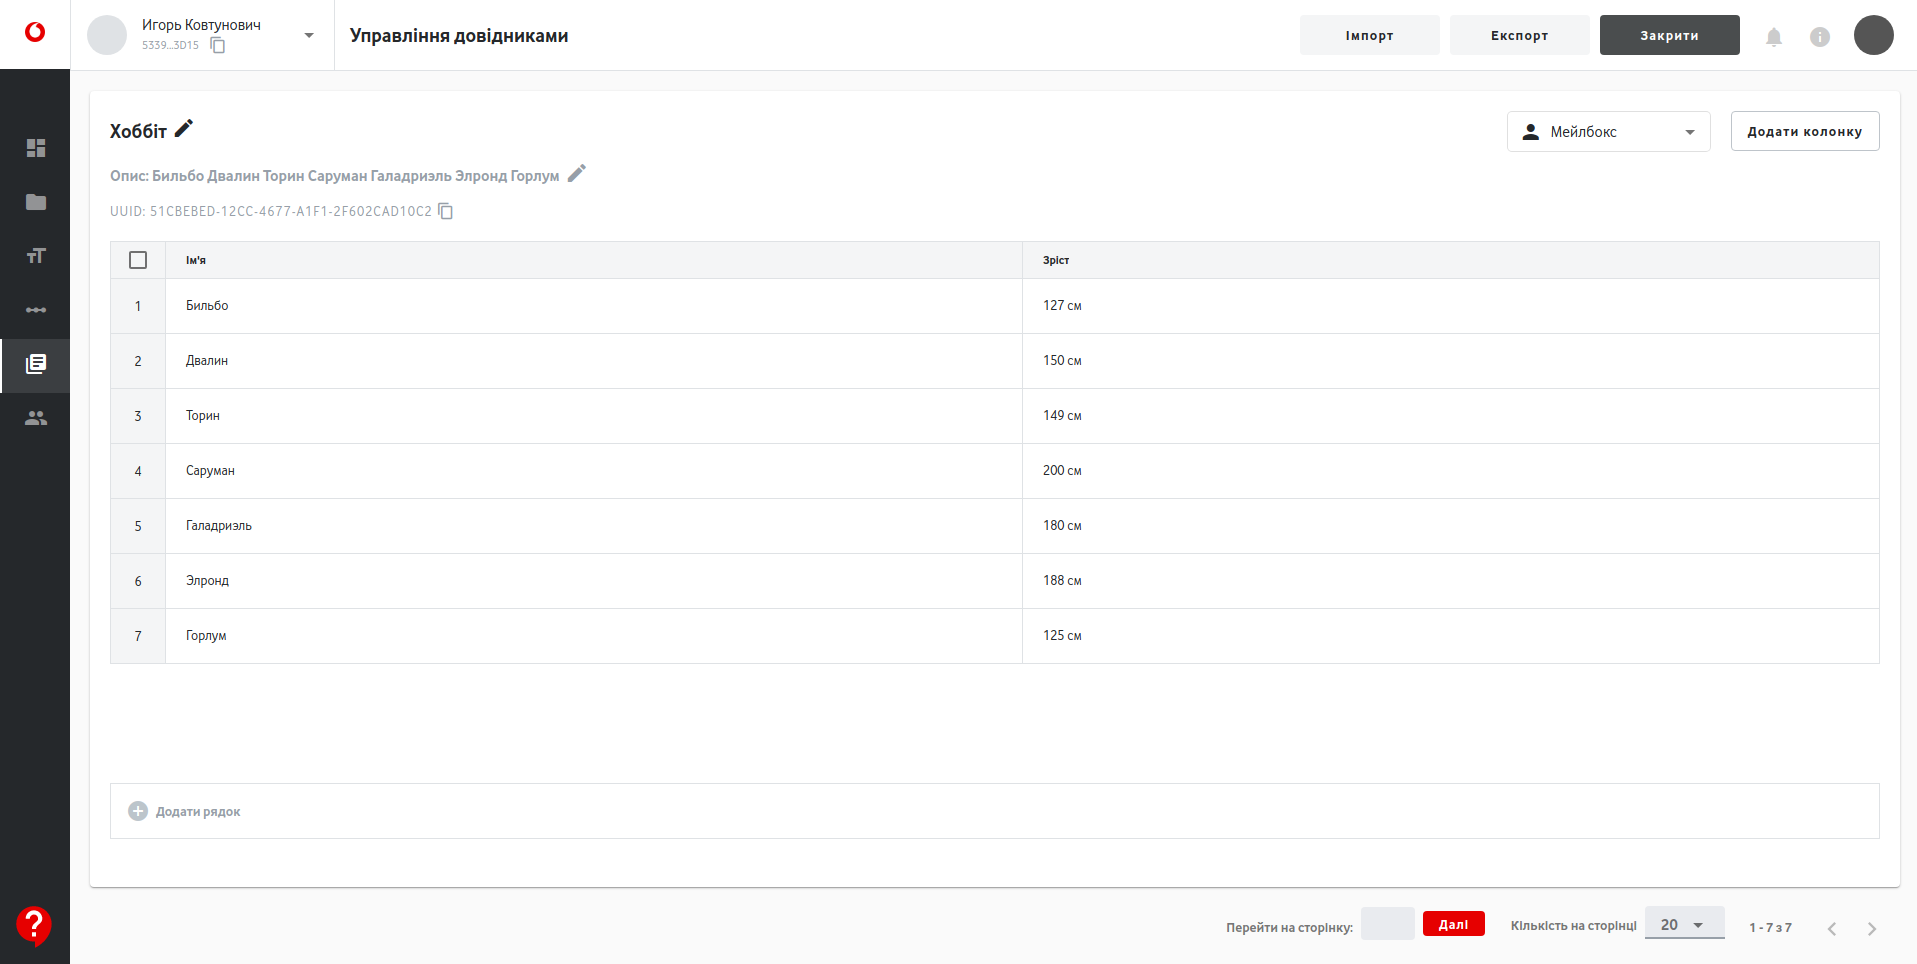 Игорь Ковтунович
5339...3D15
Управління довідниками
Імпорт
Експорт
Закрити
Хоббіт
Мейлбокс
Додати колонку
Опис: Бильбо Двалин Торин Саруман Галадриэль Элронд Горлум
UUID: 51CBEBED-12CC-4677-A1F1-2F602CAD10C2
Ім'я Зріст
1 Бильбо 127 см
2 Двалин 150 см
3 Торин 149 см
4 Саруман 200 см
5 Галадриэль 180 см
6 Элронд 188 см
7 Горлум 125 см
Додати рядок
Перейти на сторінку: Далі Кількість на сторінці 20 1 - 7 з 7